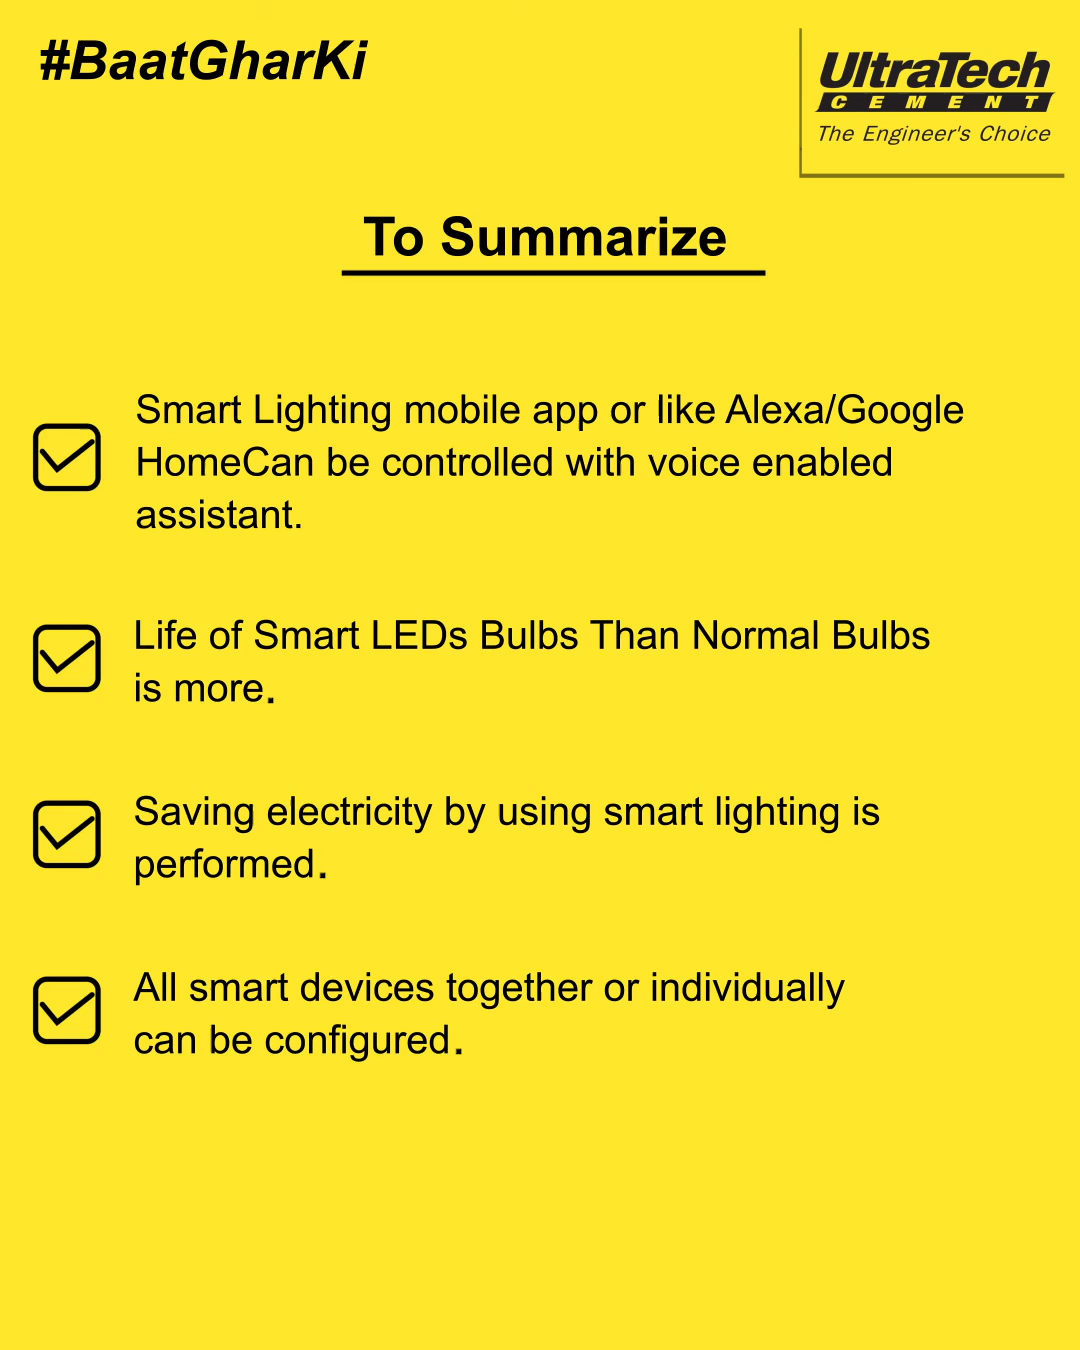 #BaatGharKi
UltraTech
CEMENT
The Engineer's Choice
To Summarize
Smart Lighting mobile app or like Alexa/Google
HomeCan be controlled with voice enabled
assistant.
Life of Smart LEDs Bulbs Than Normal Bulbs
is more.
Saving electricity by using smart lighting is
performed.
All smart devices together or individually
can be configured.